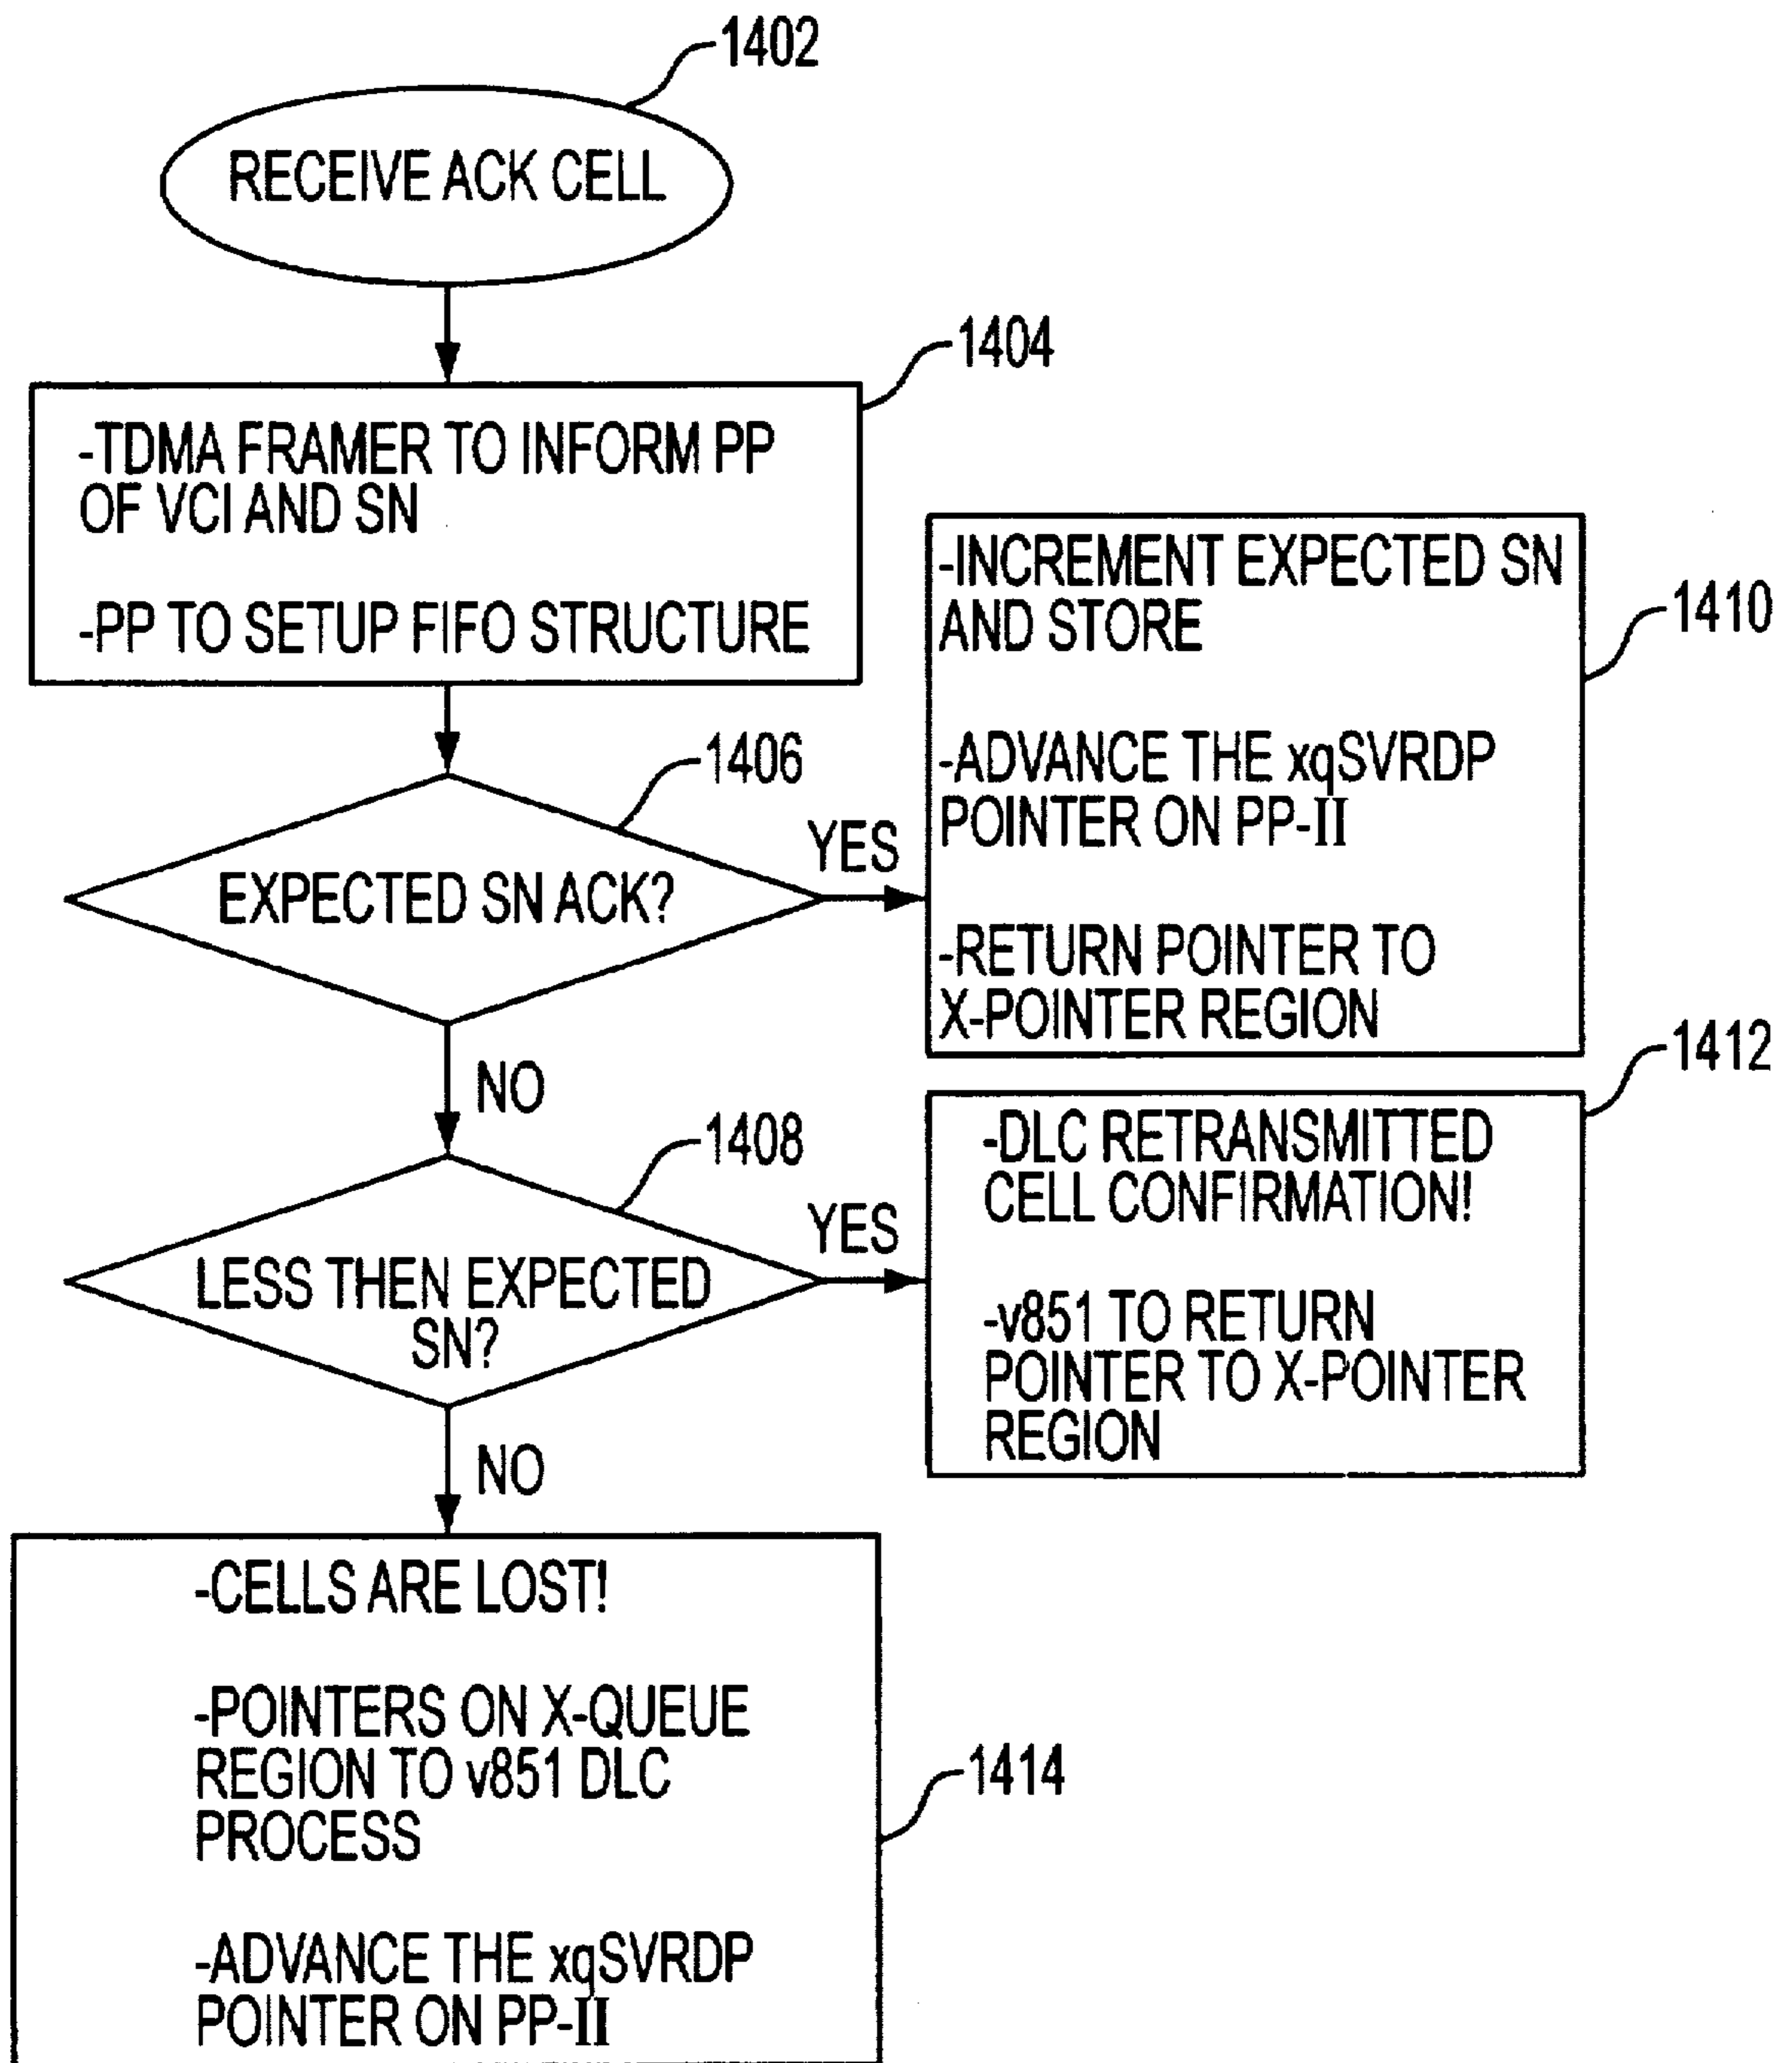 1402
RECEIVE ACK CELL
1404
-TDMA FRAMER TO INFORM PP
OF VCI AND SN
-PP TO SETUP FIFO STRUCTURE
1406
EXPECTED SN ACK?
YES
NO
-INCREMENT EXPECTED SN
AND STORE
-ADVANCE THE xqSVRDP
POINTER ON PP-II
-RETURN POINTER TO
X-POINTER REGION
1410
1408
LESS THEN EXPECTED
SN?
YES
NO
1412
-DLC RETRANSMITTED
CELL CONFIRMATION!
-v851 TO RETURN
POINTER TO X-POINTER
REGION
-CELLS ARE LOST!
-POINTERS ON X-QUEUE
REGION TO v851 DLC
PROCESS
-ADVANCE THE xqSVRDP
POINTER ON PP-II
1414